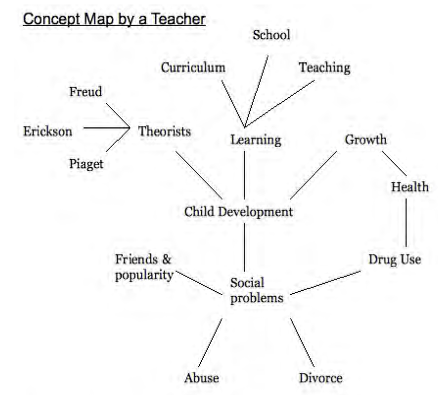 Concept Map by a Teacher
School
Curriculum
Teaching
Freud
Erickson
Theorists
Piaget
Learning
Growth
Health
Child Development
Friends &
popularity
Drug Use
Social
problems
Abuse
Divorce